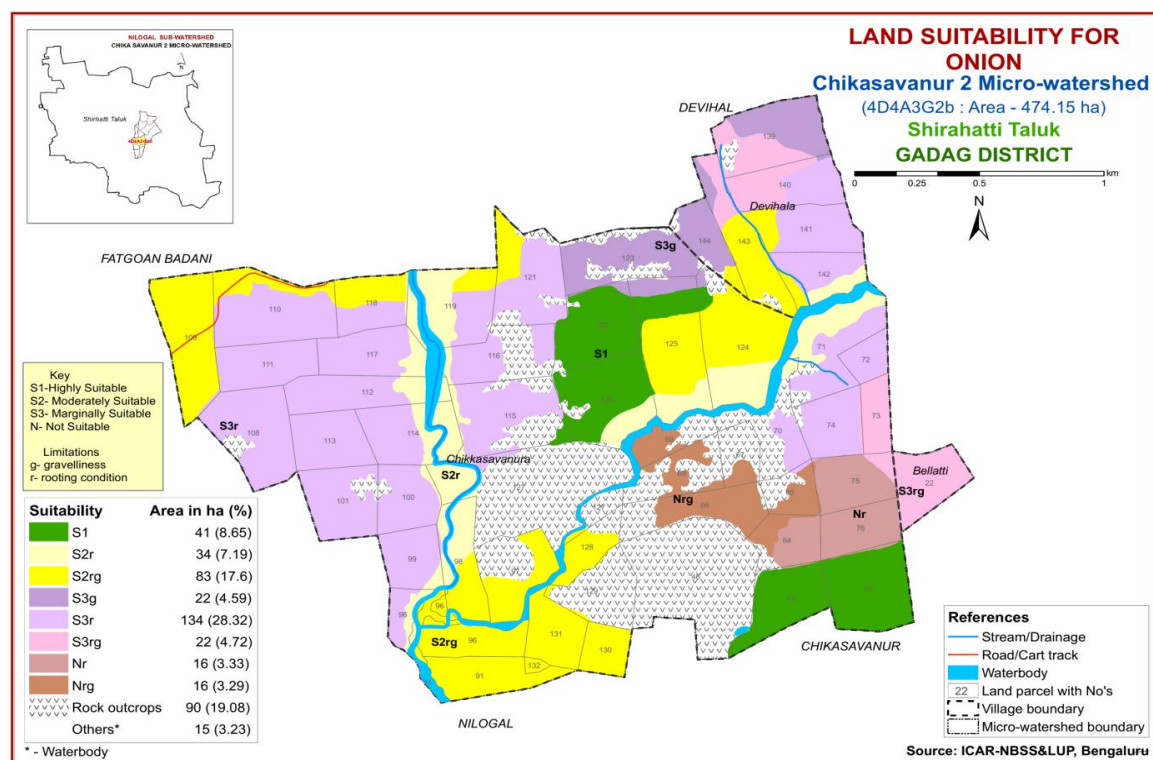 NILOGAL SUB-WATERSHED
CHIKA SAVANUR 2 MICRO-WATERSHED
N
Shirhatti Taluk
LAND SUITABILITY FOR
ONION
Chikasavanur 2 Micro-watershed
(4D4A3G2b : Area - 474.15 ha)
Shirahatti Taluk
GADAG DISTRICT
0 0.25 0.5 1 km
N
DEVIHAL
139
140
Devihala
141
142
143
144
S3g
123
FATGOAN BADANI
121
119
118
110
109
111
117
116
S1
125
124
71
72
112
115
73
74
70
S3r
108
113
114
Chikkasavanura
S2r
101
100
99
98
69
Nrg
66
65
64
75
Nr
76
Bellatti
22
S3rg
128
96
96
96
S2rg
131
130
132
91
NILOGAL
CHIKASAVANUR
Key
S1-Highly Suitable
S2- Moderately Suitable
S3- Marginally Suitable
N- Not Suitable
Limitations
g- gravelliness
r- rooting condition
Suitability Area in ha (%)
S1 41 (8.65)
S2r 34 (7.19)
S2rg 83 (17.6)
S3g 22 (4.59)
S3r 134 (28.32)
S3rg 22 (4.72)
Nr 16 (3.33)
Nrg 16 (3.29)
Rock outcrops 90 (19.08)
Others* 15 (3.23)
* - Waterbody
References
Stream/Drainage
Road/Cart track
Waterbody
22 Land parcel with No's
Village boundary
Micro-watershed boundary
Source: ICAR-NBSS&LUP, Bengaluru